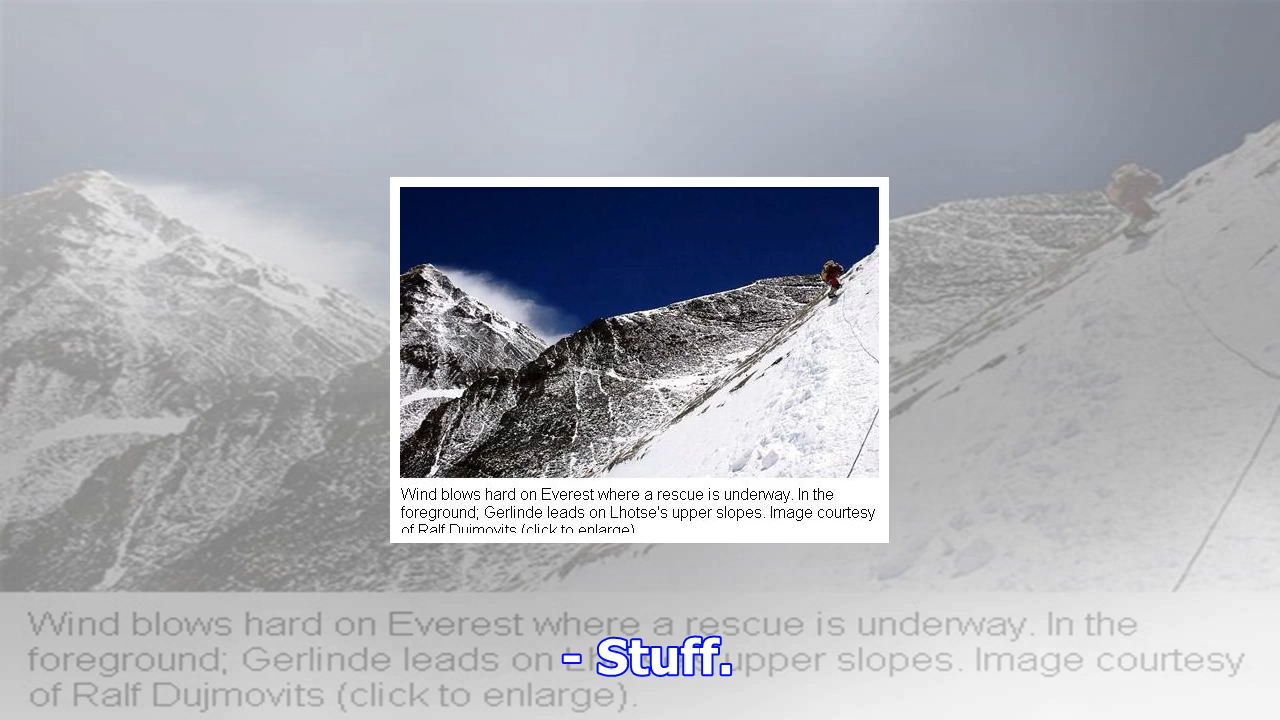 Wind blows hard on Everest where a rescue is underway. In the
foreground; Gerlinde leads on Lhotse's upper slopes. Image courtesy
of Ralf Dujmovits (click to enlarge)
Wind blows hard on Everest where a rescue is underway. In the
foreground; Gerlinde leads on upper slopes. Image courtesy
of Ralf Dujmovits (click to enlarge).
- Stuff.